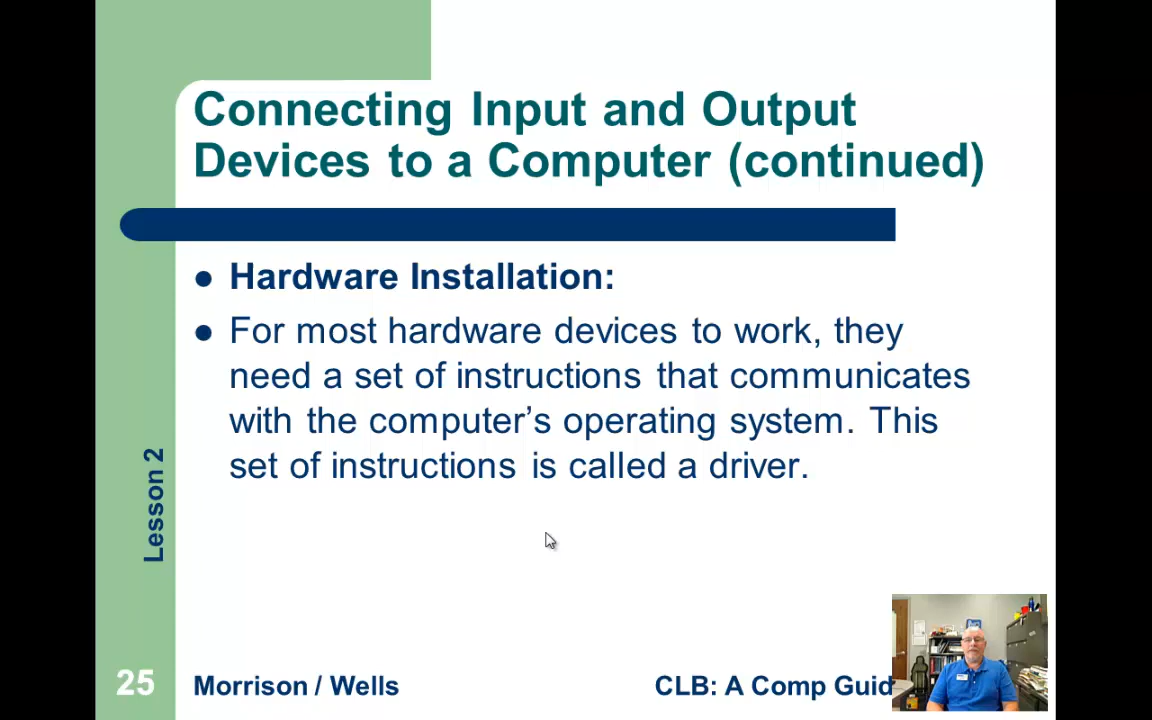 Connecting Input and Output
Devices to a Computer (continued)
Hardware Installation:
For most hardware devices to work, they
need a set of instructions that communicates
with the computer’s operating system. This
set of instructions is called a driver.
Lesson 2
25
Morrison / Wells
CLB: A Comp Guid